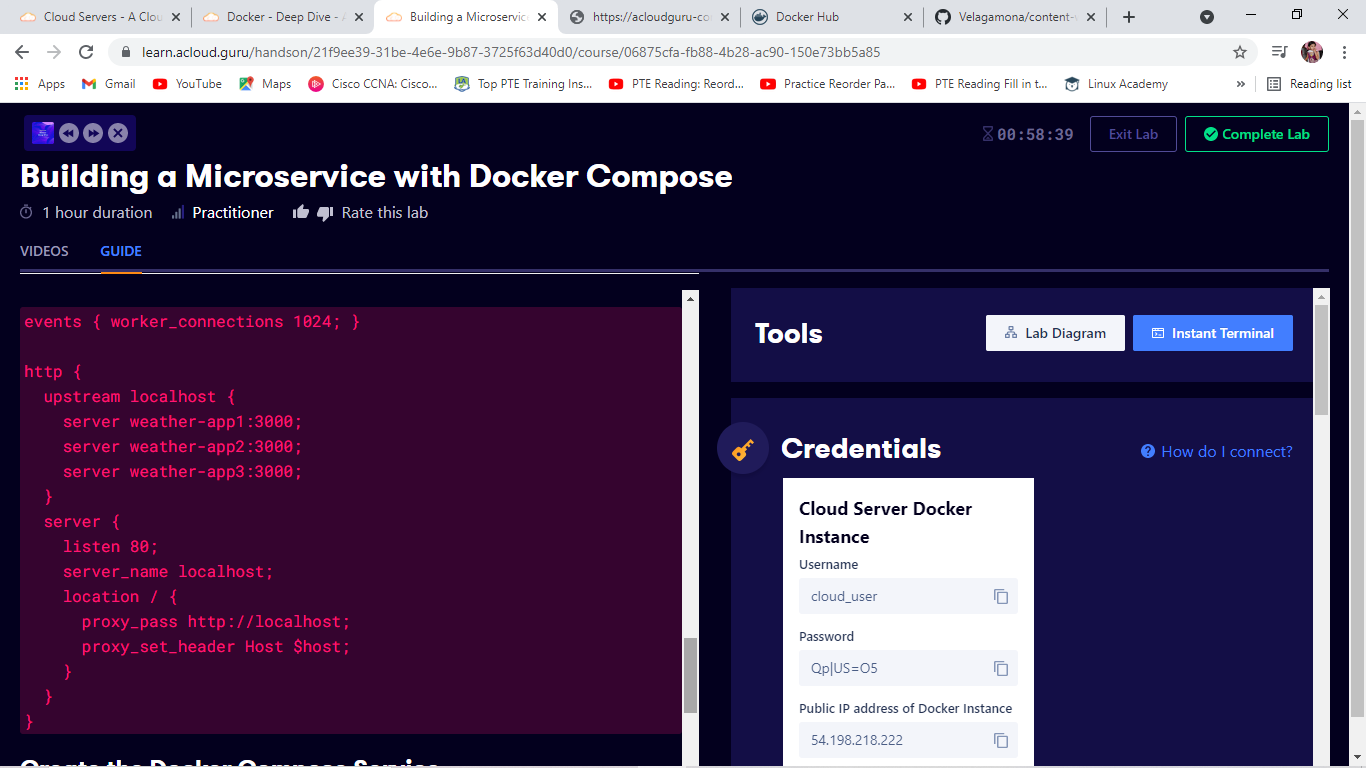 Cloud Servers - A Clou
Docker - Deep Dive - A
Building a Microservic
https://acloudguru-co
Docker Hub
Velagamona/content-
learn.acloud.guru/handson/21f9ee39-31be-4e6e-9b87-3725f63d40d0/course/06875cfa-fb88-4b28-ac90-150e73bb5a85
Apps
Gmail
YouTube
Maps
Cisco CCNA: Cisco...
Top PTE Training Ins...
PTE Reading: Reord...
Practice Reorder Pa...
PTE Reading Fill in t...
Linux Academy
»
Reading list
00:58:39
Exit Lab
Complete Lab
Building a Microservice with Docker Compose
1 hour duration
Practitioner
Rate this lab
VIDEOS
GUIDE
events { worker_connections 1024; }
http {
upstream localhost {
server weather-app1:3000;
server weather-app2:3000;
server weather-app3:3000;
}
server {
listen 80;
server_name localhost;
location / {
proxy_pass http://localhost;
proxy_set_header Host $host;
}
}
}
Create the Docker Compose Service
Tools
Lab Diagram
Instant Terminal
Credentials
How do I connect?
Cloud Server Docker
Instance
Username
cloud_user
Password
Qp|US=O5
Public IP address of Docker Instance
54.198.218.222